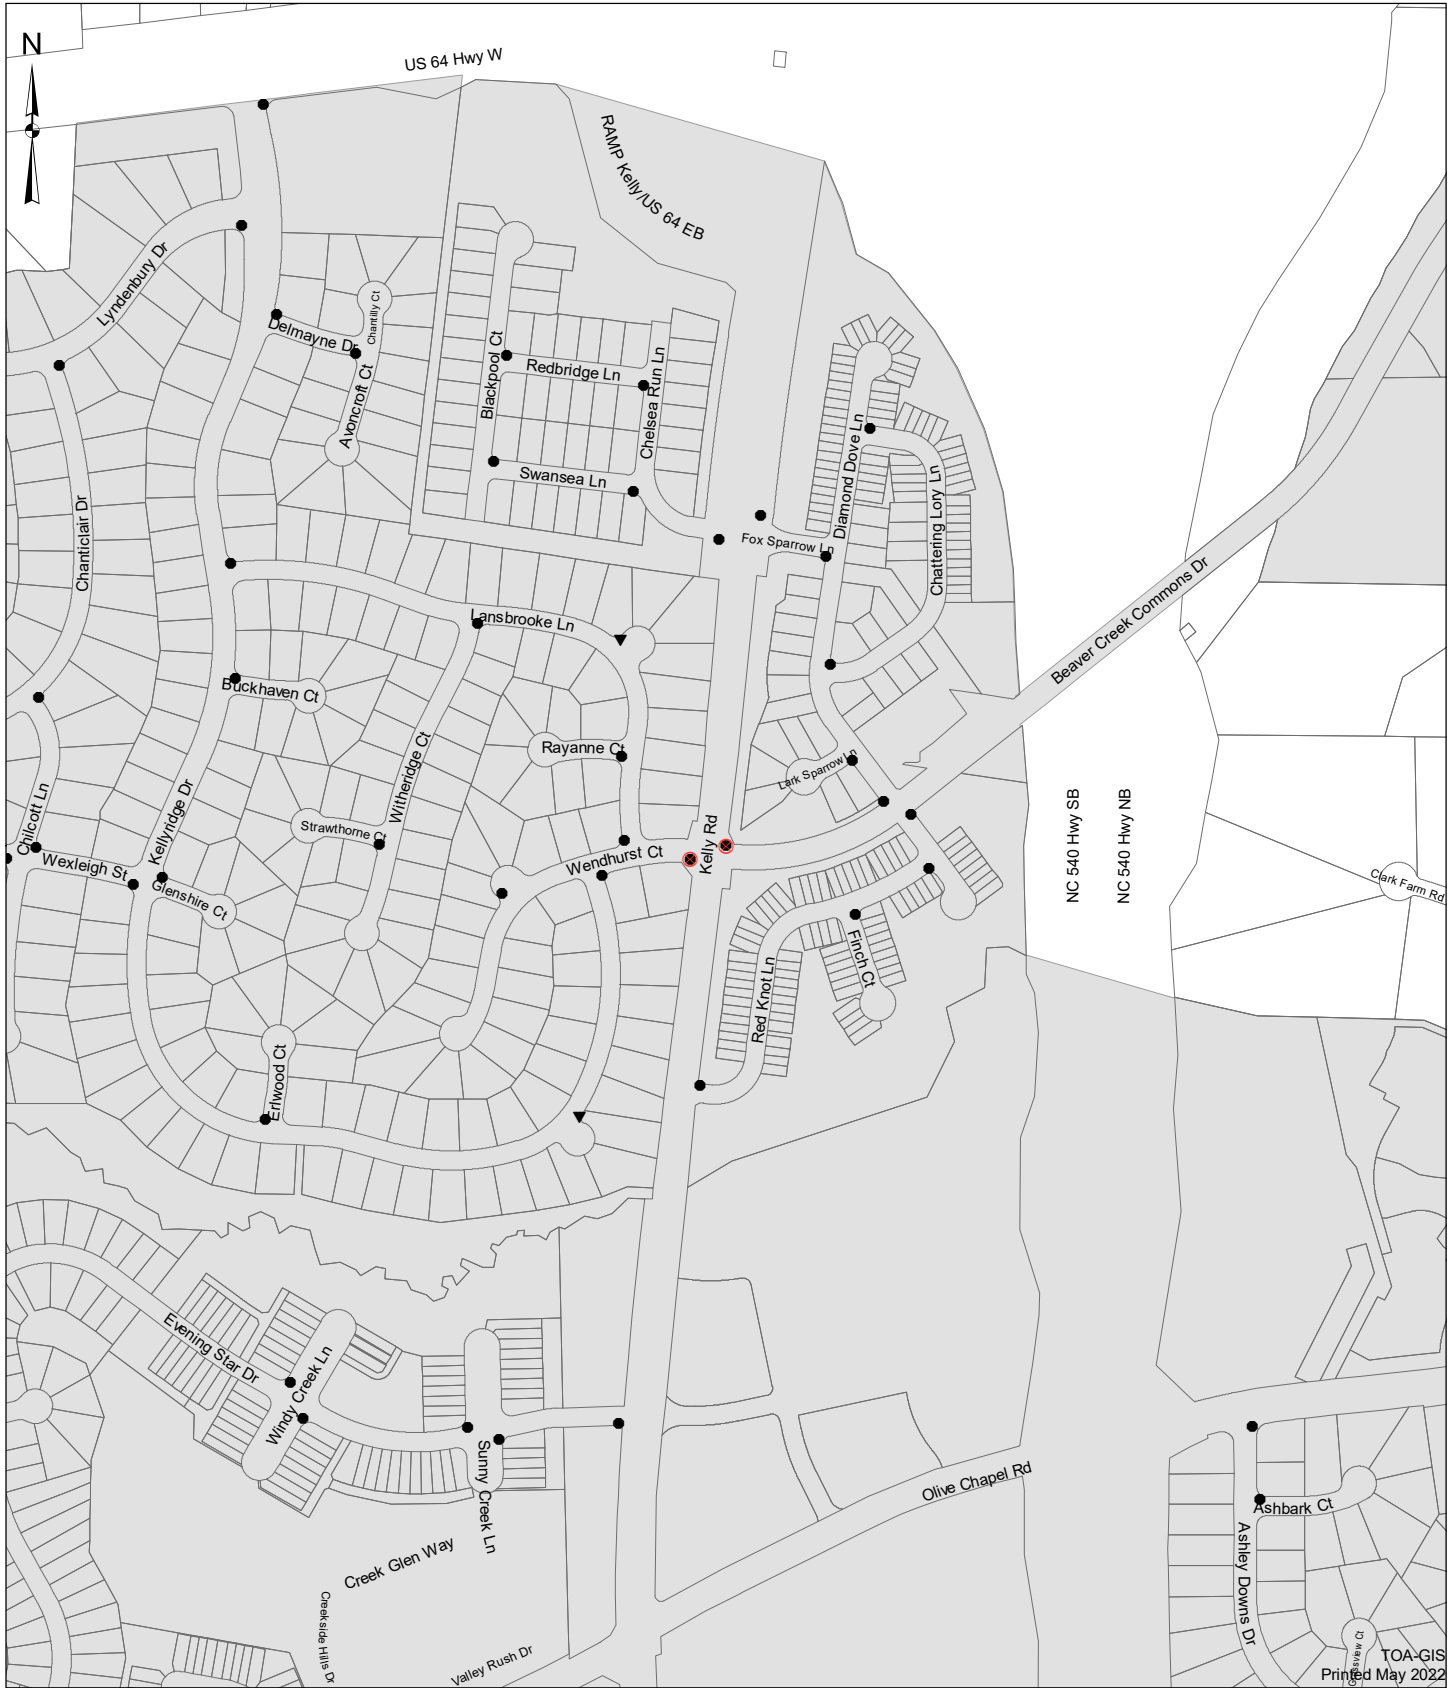 N
US 64 Hwy W
RAMP Kelly/US 64 EB
Lyndenbury Dr
Delmayne Dr
Chantilly Ct
Avoncroft Ct
Blackpool Ct
Redbridge Ln
Chelsea Run Ln
Swansea Ln
Chanticlair Dr
Fox Sparrow Ln
Diamond Dove Ln
Chattering Lory Ln
Beaver Creek Commons Dr
Lansbrooke Ln
Buckhaven Ct
Rayanne Ct
Witheridge Ct
Lark Sparrow Ln
Chilcott Ln
Kellyridge Dr
Strawthorne Ct
Kelly Rd
NC 540 Hwy SB
NC 540 Hwy NB
Wexleigh St
Wendhurst Ct
Glenshire Ct
Clark Farm Rd
Finch Ct
Red Knot Ln
Erlwood Ct
Evening Star Dr
Windy Creek Ln
Sunny Creek Ln
Olive Chapel Rd
Ashbark Ct
Ashley Downs Dr
Creek Glen Way
Creekside Hills Dr
Valley Rush Dr
TOA-GIS
Printed May 2022